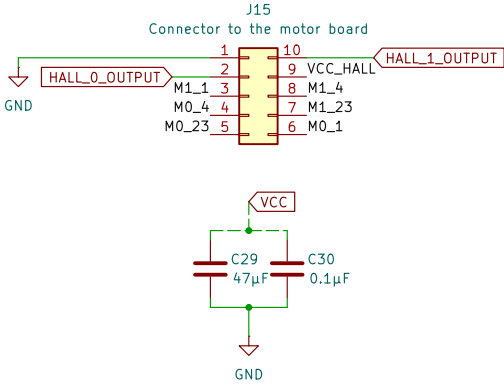 J15
Connector to the motor board
1 10 HALL_1_OUTPUT
HALL_0_OUTPUT 2 9 VCC_HALL
GND
M1_1 3 8 M1_4
M0_4 4 7 M1_23
M0_23 5 6 M0_1
VCC
C29 C30
47µF 0.1µF
GND